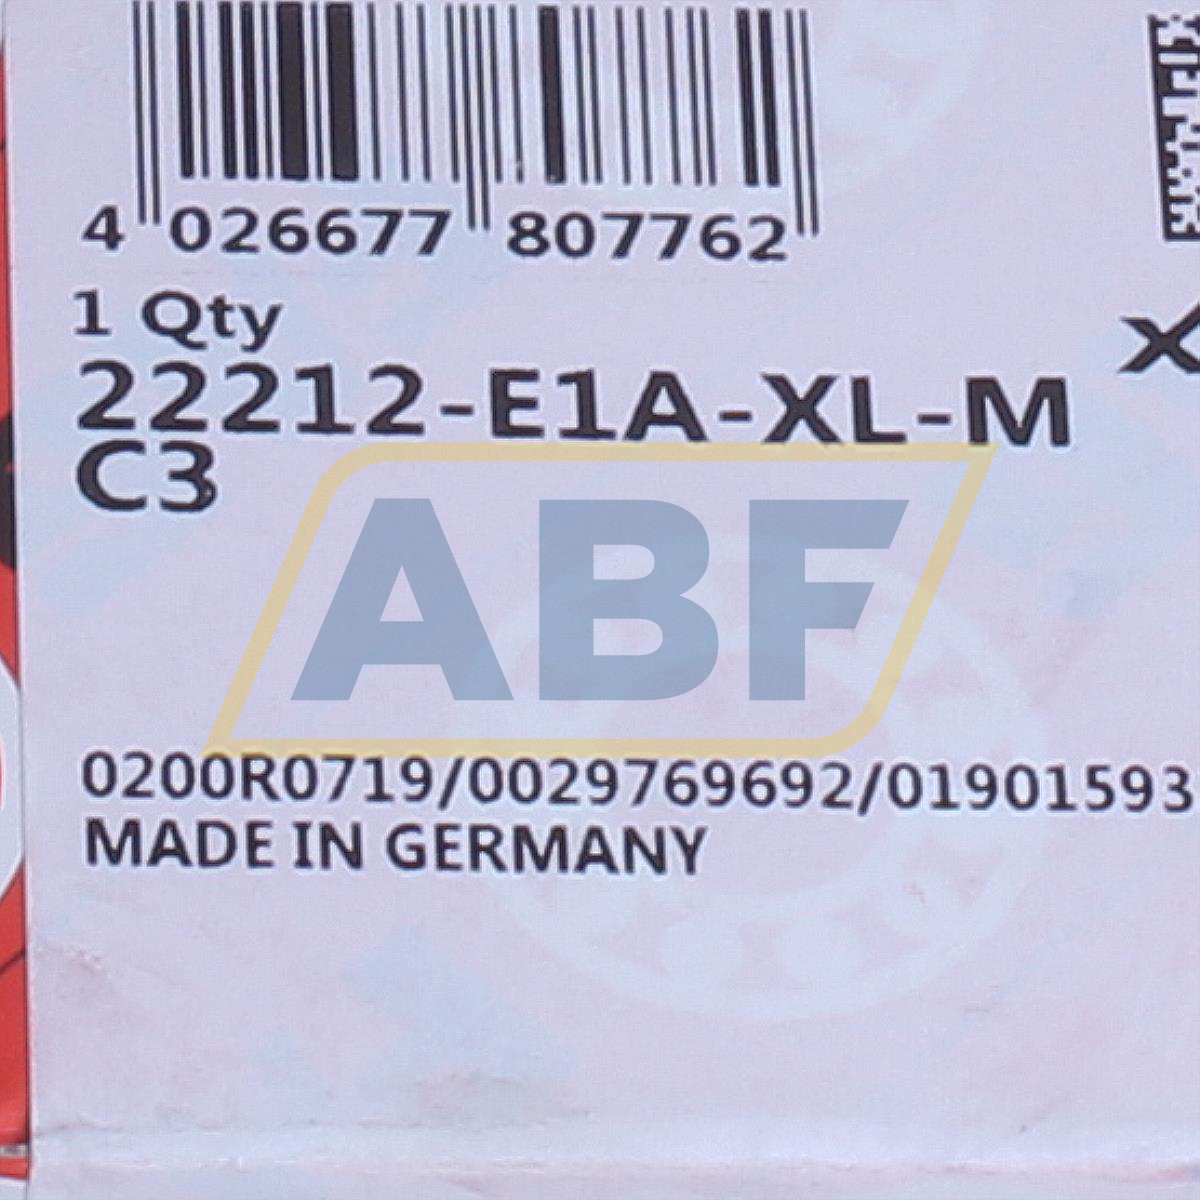 4 026677 807762
1 Qty
X
22212-E1A-XL-M
C3
ABF
0200R0719/0029769692/01901593
MADE IN GERMANY